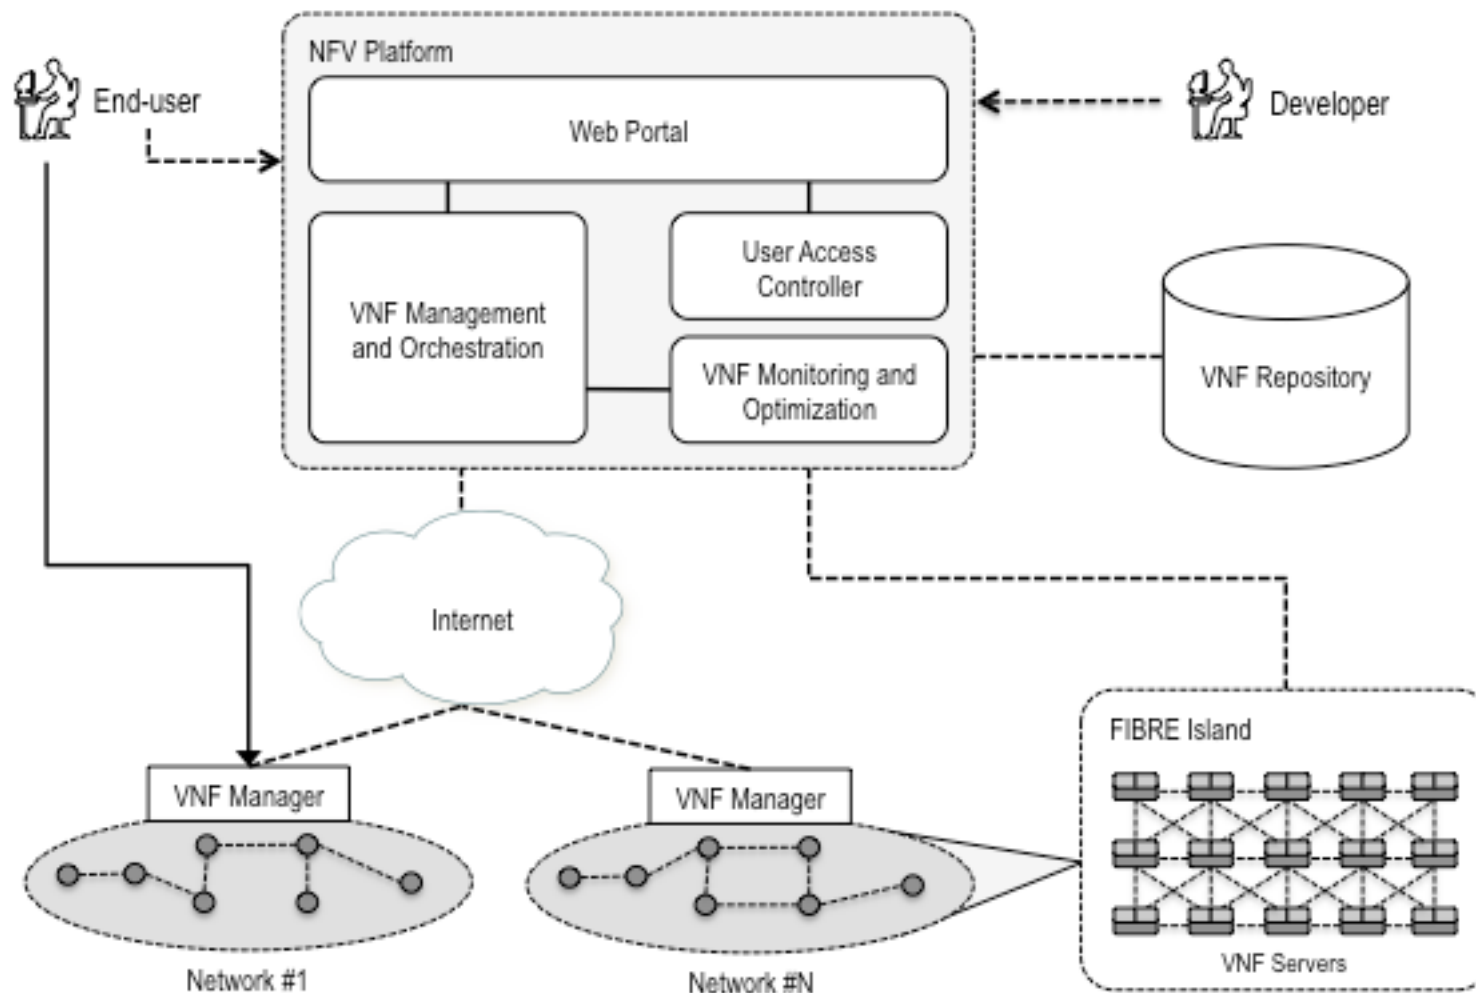 NFV Platform
End-user
Web Portal
Developer
User Access
Controller
VNF Management
and Orchestration
VNF Monitoring and
Optimization
VNF Repository
Internet
FIBRE Island
VNF Manager
VNF Manager
VNF Servers
Network #1
Network #N